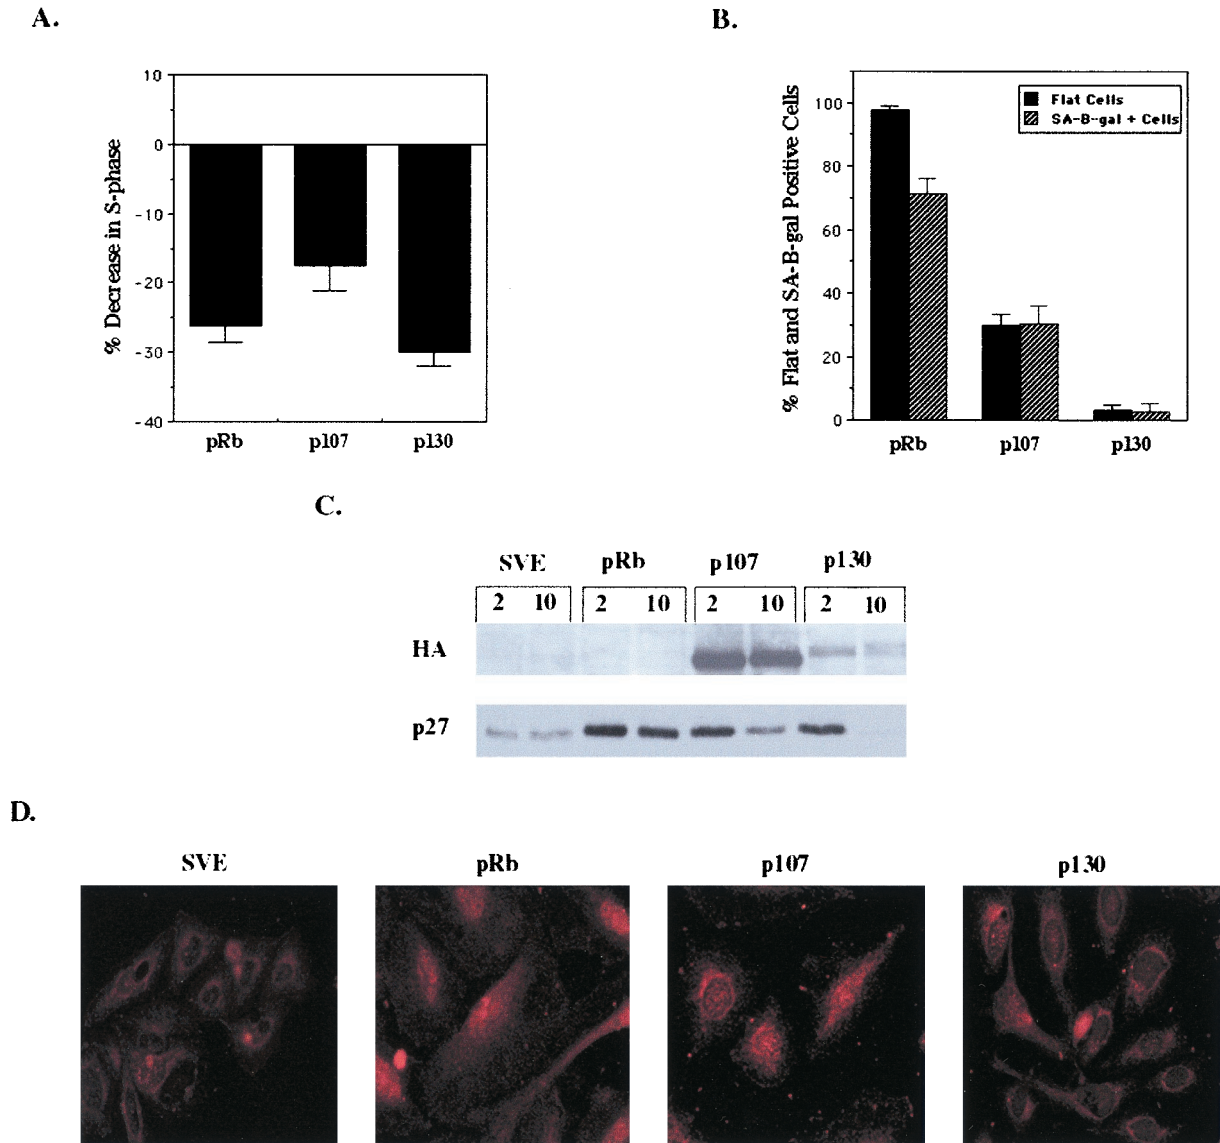 A.
% Decrease in S-phase
10
0
-10
-20
-30
-40
pRb p107 p130
B.
% Flat and SA-B-gal Positive Cells
100
80
60
40
20
0
Flat Cells
SA-B-gal + Cells
pRb p107 p130
C.
SVE pRb p107 p130
2 10 2 10 2 10 2 10
HA
p27
D.
SVE pRb p107 p130